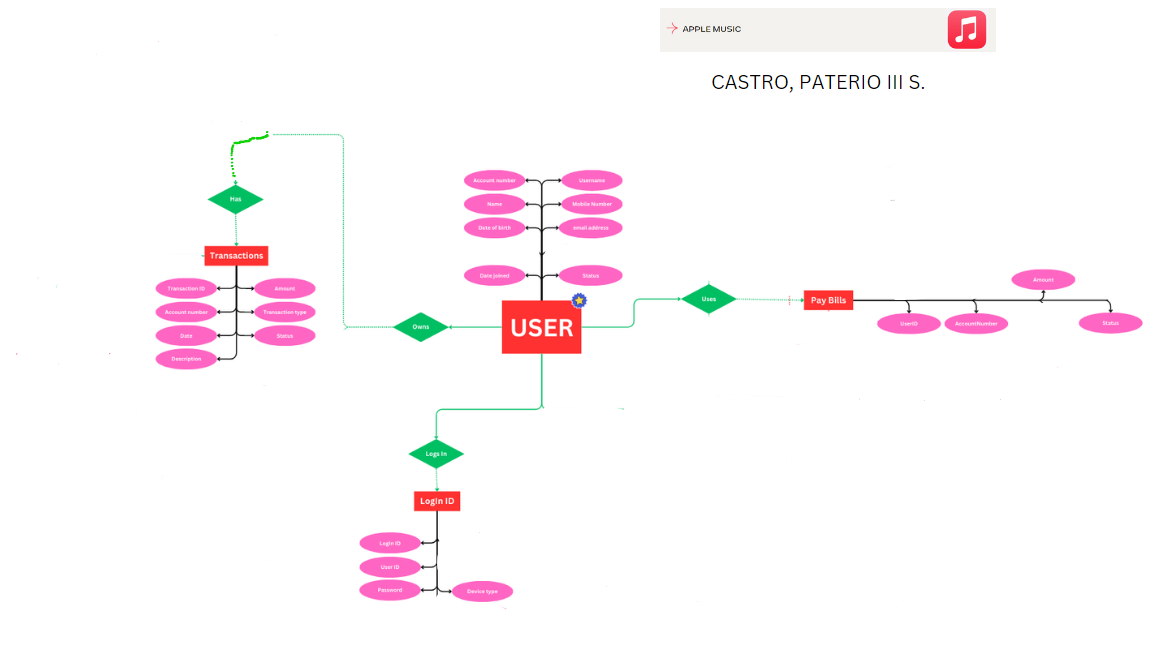 APPLE MUSIC
CASTRO, PATERIO III S.
Has
Transactions
Transaction ID
Amount
Account number
Transaction type
Date
Status
Description
Owns
Account number
Username
Name
Mobile Number
Date of birth
email address
Date joined
Status
USER
Uses
Pay Bills
Amount
UserID
AccountNumber
Status
Logs In
LogIn ID
Login ID
User ID
Password
Device type